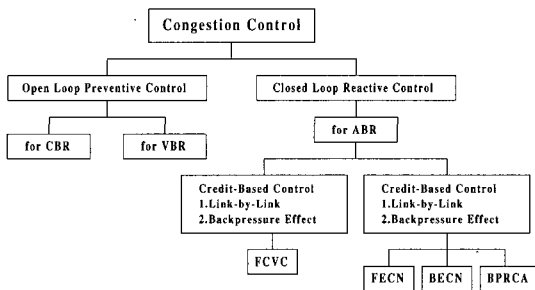 Congestion Control
Open Loop Preventive Control
Closed Loop Reactive Control
for CBR
for VBR
for ABR
Credit-Based Control
1.Link-by-Link
2.Backpressure Effect
Credit-Based Control
1.Link-by-Link
2.Backpressure Effect
FCVC
FECN
BECN
BPRCA